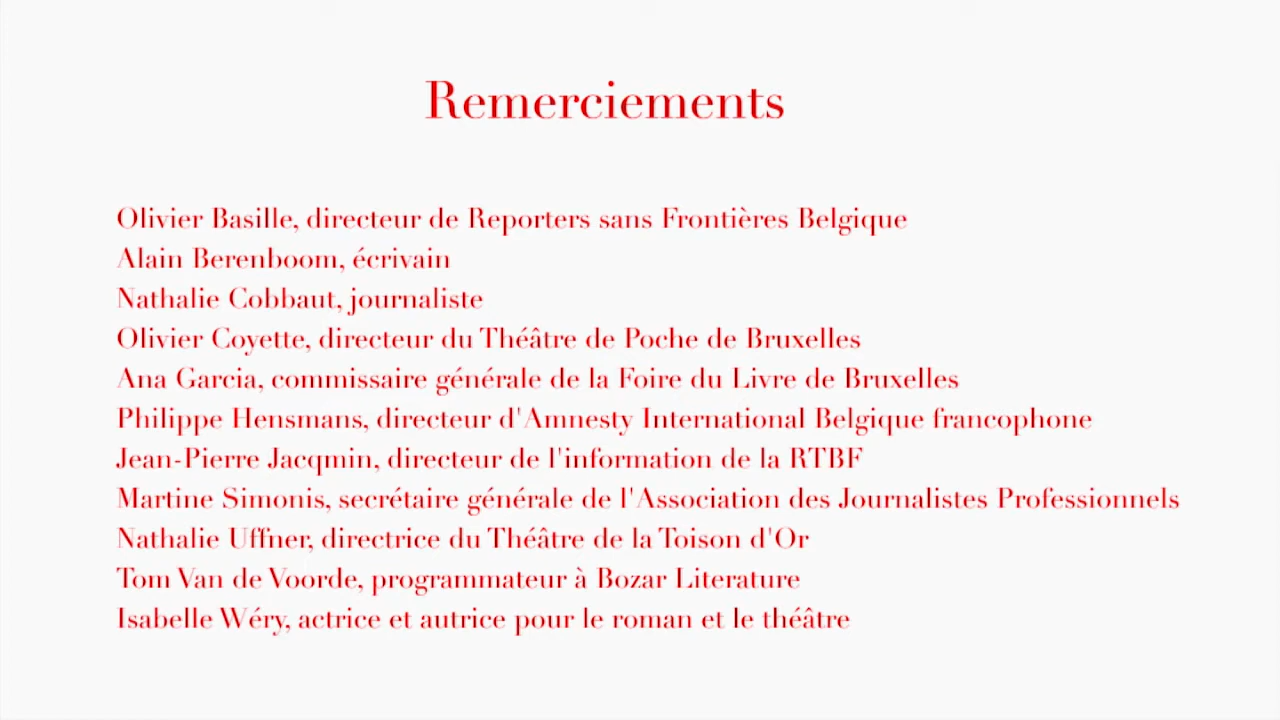 Remerciements
Olivier Basille, directeur de Reporters sans Frontières Belgique
Alain Berenboom, écrivain
Nathalie Cobbaut, journaliste
Olivier Coyette, directeur du Théâtre de Poche de Bruxelles
Ana Garcia, commissaire générale de la Foire du Livre de Bruxelles
Philippe Hensmans, directeur d'Amnesty International Belgique francophone
Jean-Pierre Jacqmin, directeur de l'information de la RTBF
Martine Simonis, secrétaire générale de l'Association des Journalistes Professionnels
Nathalie Uffner, directrice du Théâtre de la Toison d'Or
Tom Van de Voorde, programmateur à Bozar Literature
Isabelle Wéry, actrice et autrice pour le roman et le théâtre